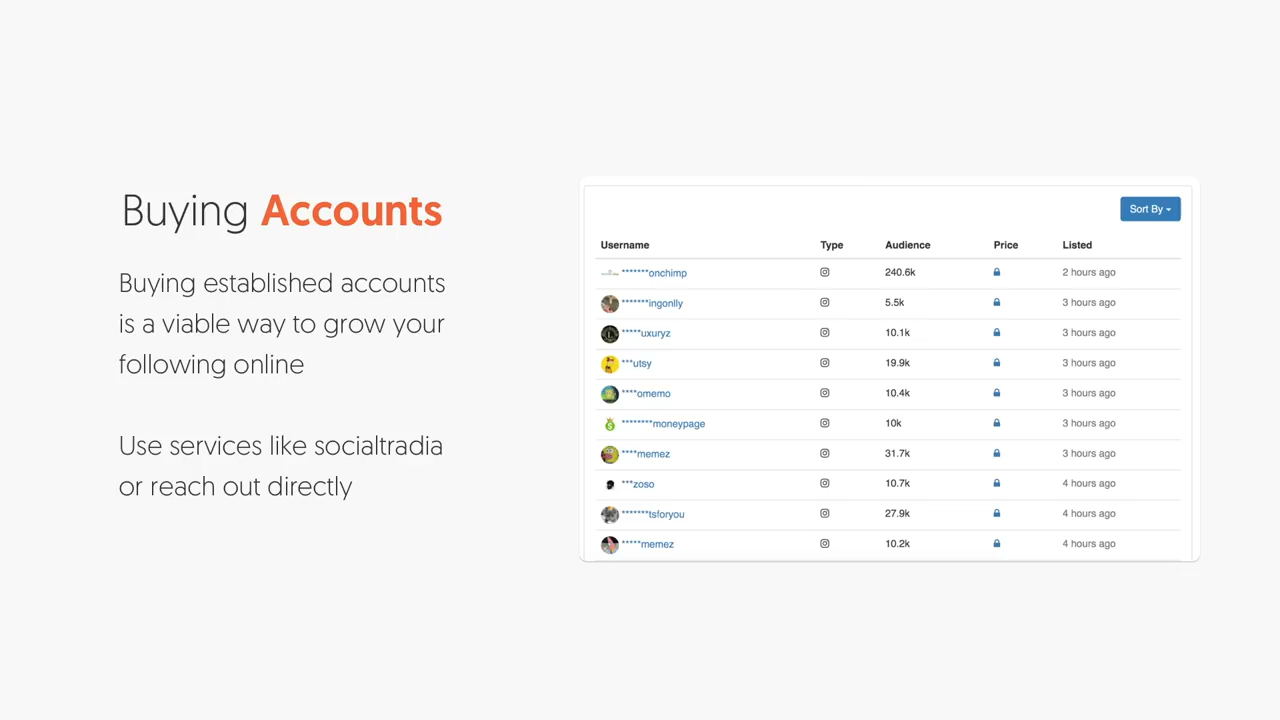 Buying Accounts
Buying established accounts
is a viable way to grow your
following online
Use services like socialtradia
or reach out directly
Sort By
Username Type Audience Price Listed
*******onchimp 240.6k 2 hours ago
*******ingonlly 5.5k 3 hours ago
*****uxuryz 10.1k 3 hours ago
***utsy 19.9k 3 hours ago
****omemo 10.4k 3 hours ago
********moneypage 10k 3 hours ago
****memez 31.7k 3 hours ago
***zoso 10.7k 4 hours ago
*******tsforyou 27.9k 4 hours ago
*****memez 10.2k 4 hours ago